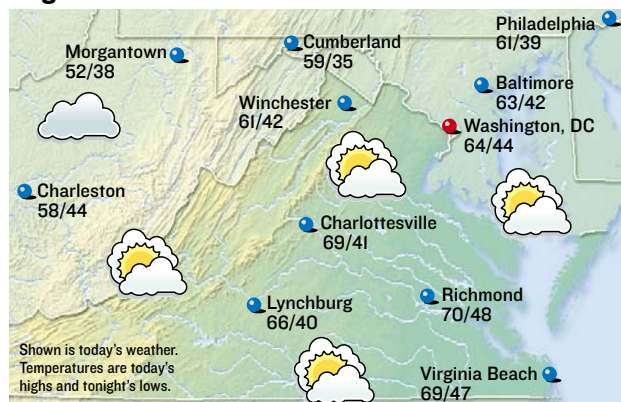 Philadelphia
61/39
Morgantown
52/38
Cumberland
59/35
Baltimore
63/42
Winchester
61/42
Washington, DC
64/44
Charleston
58/44
Charlottesville
69/41
Lynchburg
66/40
Richmond
70/48
Shown is today's weather.
Temperatures are today's
highs and tonight's lows.
Virginia Beach
69/47